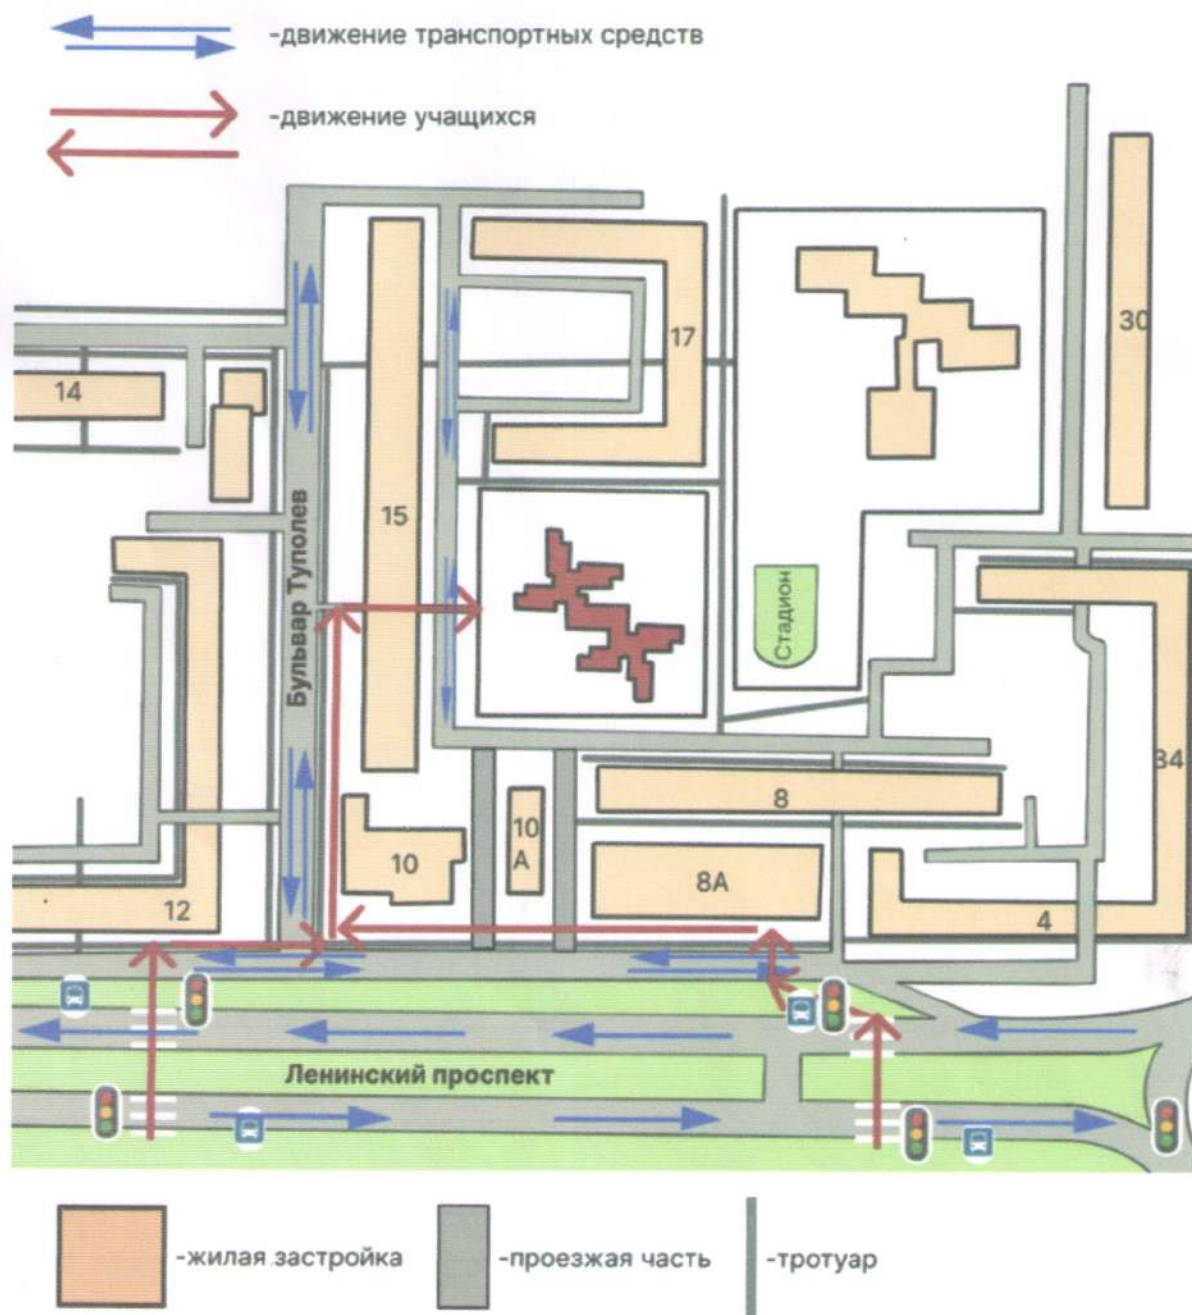 -движение транспортных средств
-движение учащихся
17
30
14
15
Бульвар Туполев
Стадион
34
8
10
А
10
8А
12
4
Ленинский проспект
-жилая застройка
-проезжая часть
-тротуар